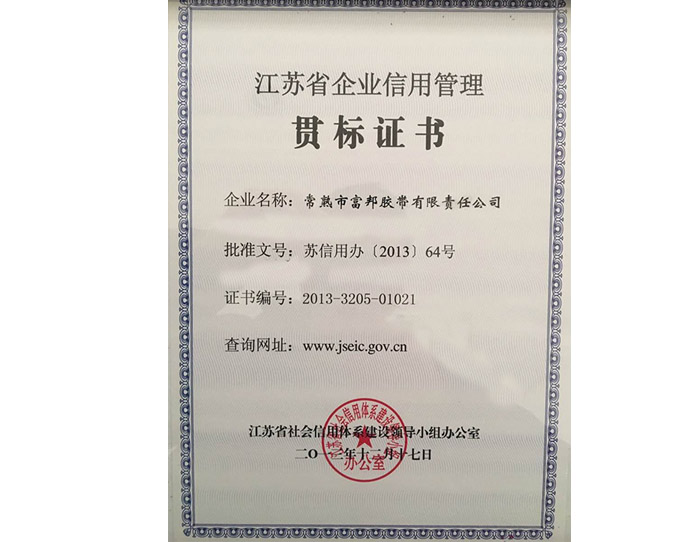 江苏省企业信用管理
贯标证书
企业名称：常熟市富邦胶带有限责任公司
批准文号：苏信用办〔2013〕64号
证书编号：2013-3205-01021
查询网址：www.jseic.gov.cn
江苏省社会信用体系建设领导小组办公室
二〇一三年十二月十七日
办公室